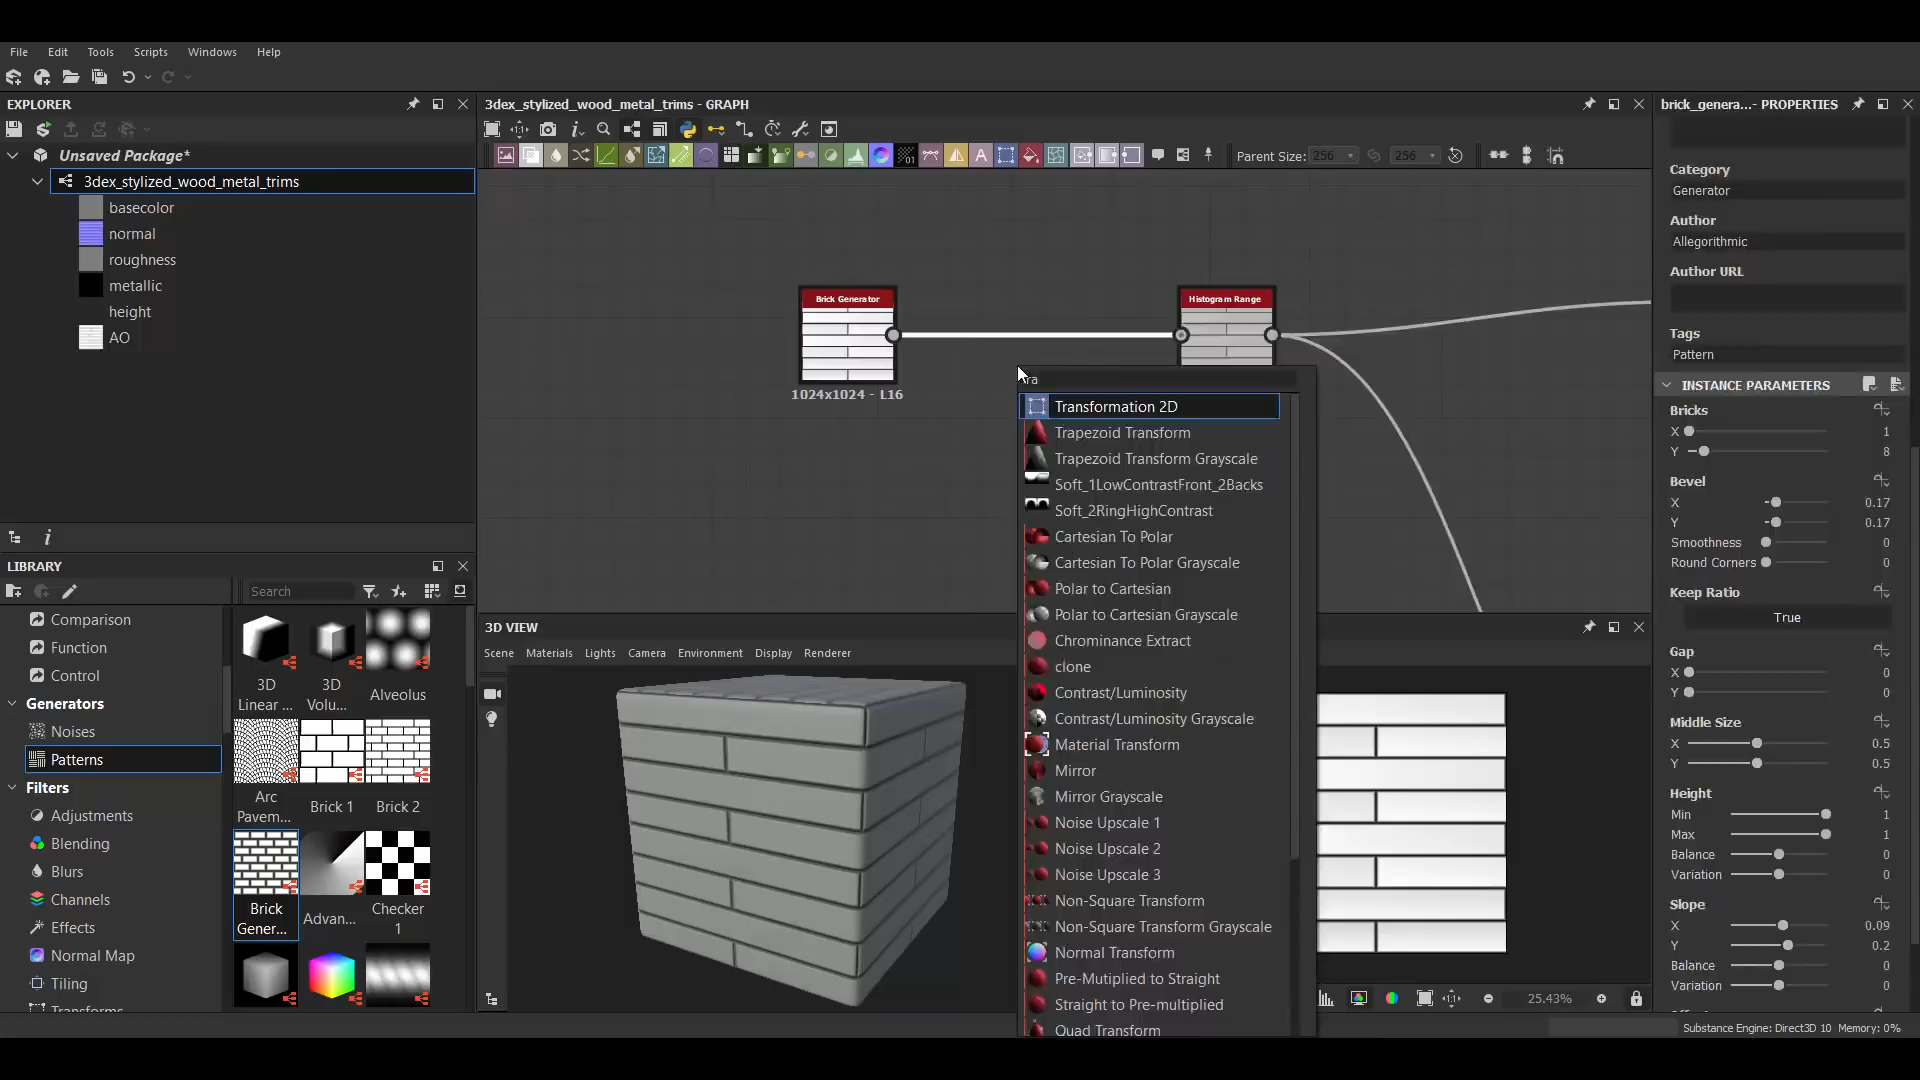 File Edit Tools Scripts Windows Help
EXPLORER
Unsaved Package*
3dex_stylized_wood_metal_trims
basecolor
normal
roughness
metallic
height
AO
LIBRARY
Search
Comparison
Function
Control
Generators
Noises
Patterns
Filters
Adjustments
Blending
Blurs
Channels
Effects
Normal Map
Tiling
3D
Linear ...
3D
Volu...
Alveolus
Arc
Pavem...
Brick 1
Brick 2
Brick
Gener...
Advan...
Checker
1
3dex_stylized_wood_metal_trims - GRAPH
Parent Size: 256 256
Brick Generator
1024x1024 - L16
Histogram Range
ra
Transformation 2D
Trapezoid Transform
Trapezoid Transform Grayscale
Soft_1LowContrastFront_2Backs
Soft_2RingHighContrast
Cartesian To Polar
Cartesian To Polar Grayscale
Polar to Cartesian
Polar to Cartesian Grayscale
Chrominance Extract
clone
Contrast/Luminosity
Contrast/Luminosity Grayscale
Material Transform
Mirror
Mirror Grayscale
Noise Upscale 1
Noise Upscale 2
Noise Upscale 3
Non-Square Transform
Non-Square Transform Grayscale
Normal Transform
Pre-Mutiplied to Straight
Straight to Pre-multiplied
Quad Transform
3D VIEW
Scene Materials Lights Camera Environment Display Renderer
25.43%
brick_genera...- PROPERTIES
Category
Generator
Author
Allegorithmic
Author URL
Tags
Pattern
INSTANCE PARAMETERS
Bricks
X 1
Y 8
Bevel
X 0.17
Y 0.17
Smoothness 0
Round Corners 0
Keep Ratio
True
Gap
X 0
Y 0
Middle Size
X 0.5
Y 0.5
Height
Min 1
Max 1
Balance 0
Variation 0
Slope
X 0.09
Y 0.2
Balance 0
Variation 0
Substance Engine: Direct3D 10 Memory: 0%